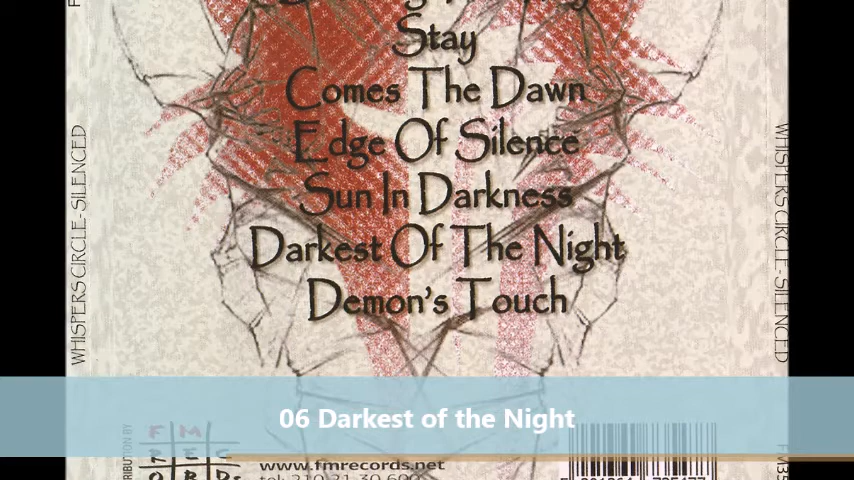 Stay
Comes The Dawn
Edge Of Silence
Sun In Darkness
Darkest Of The Night
Demon's Touch
WHISPERS CIRCLE - SILENCED
WHISPERS CIRCLE - SILENCED
06 Darkest of the Night
www.fmrecords.net